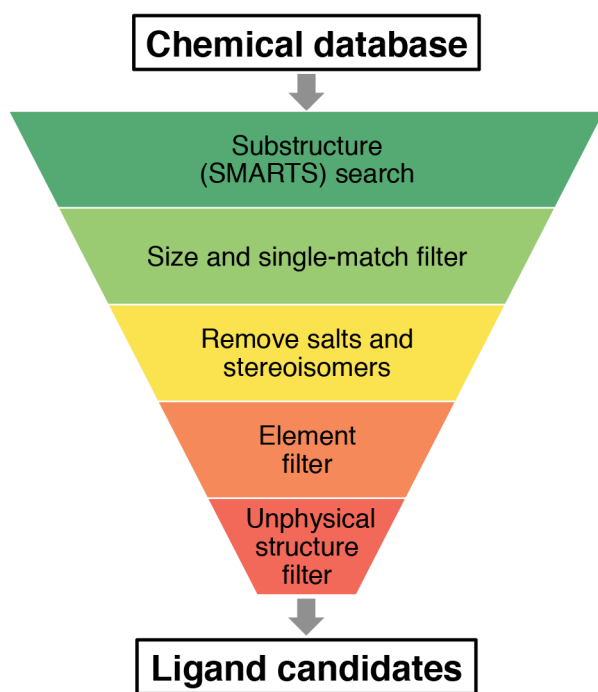 Chemical database
Substructure
(SMARTS) search
Size and single-match filter
Remove salts and
stereoisomers
Element
filter
Unphysical
structure
filter
Ligand candidates